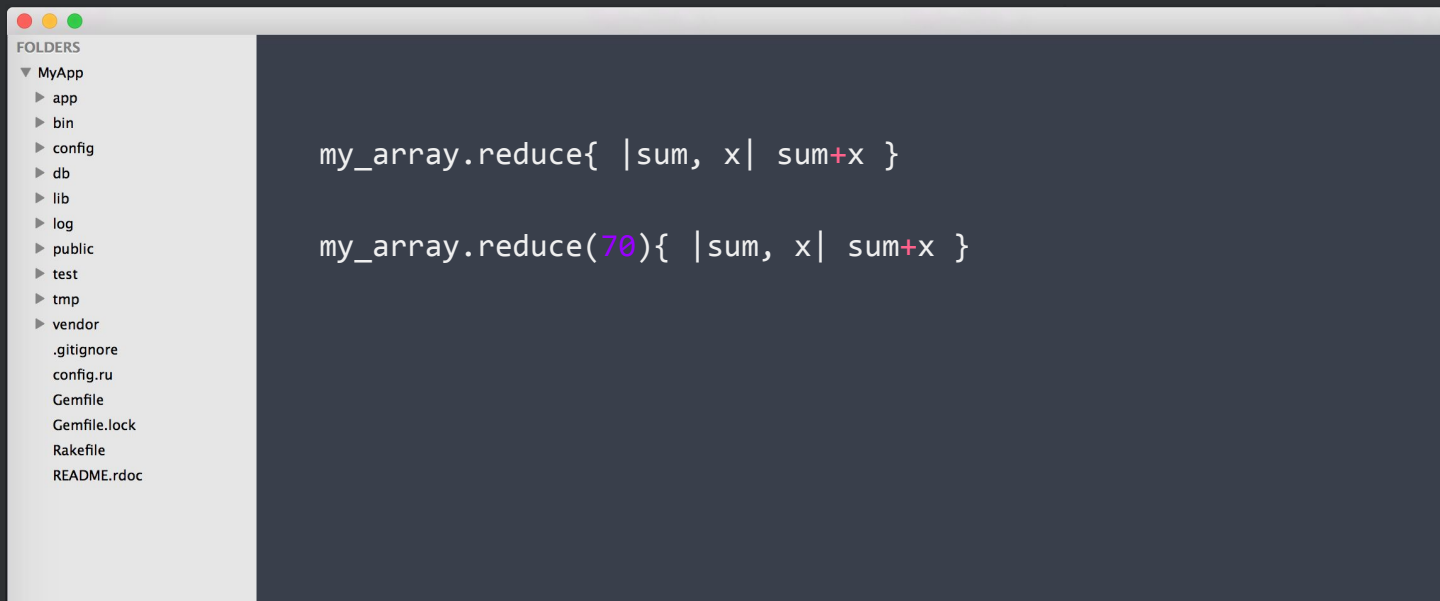 FOLDERS
MyApp
app
bin
config
db
lib
log
public
test
tmp
vendor
.gitignore
config.ru
Gemfile
Gemfile.lock
Rakefile
README.rdoc
my_array.reduce{ |sum, x| sum+x }
my_array.reduce(70){ |sum, x| sum+x }